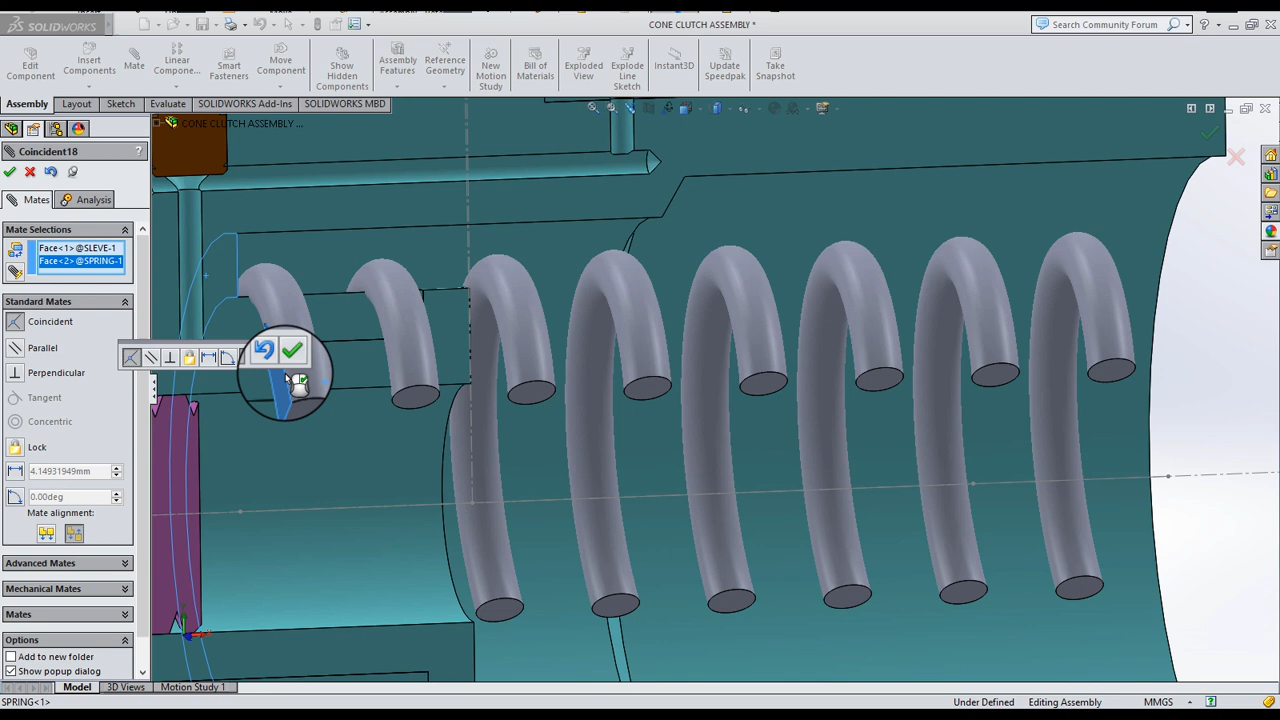 SOLIDWORKS
CONE CLUTCH ASSEMBLY *
Search Community Forum
?
Edit Component
Insert Components
Mate
Linear Compone...
Smart Fasteners
Move Component
Show Hidden Components
Assembly Features
Reference Geometry
New Motion Study
Bill of Materials
Exploded View
Explode Line Sketch
Instant3D
Update Speedpak
Take Snapshot
Assembly
Layout
Sketch
Evaluate
SOLIDWORKS Add-Ins
SOLIDWORKS MBD
CONE CLUTCH ASSEMBLY ...
Coincident18
?
Mates
Analysis
Mate Selections
Face<1>@SLEVE-1
Face<2>@SPRING-1
Standard Mates
Coincident
Parallel
Perpendicular
Tangent
Concentric
Lock
4.14931949mm
0.00deg
Mate alignment:
Advanced Mates
Mechanical Mates
Mates
Options
Add to new folder
Show popup dialog
Model
3D Views
Motion Study 1
SPRING<1>
Under Defined
Editing Assembly
MMGS
?